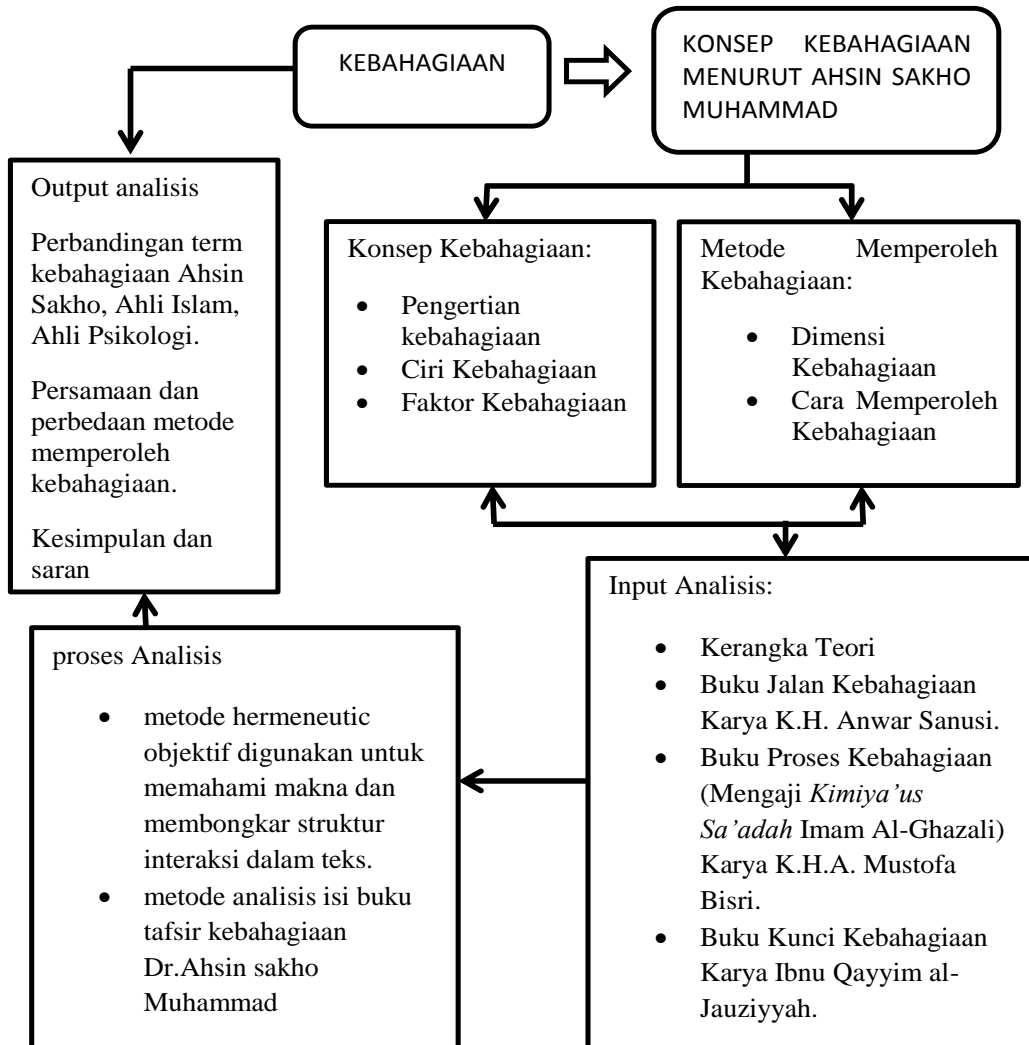 KEBAHAGIAAN
KONSEP KEBAHAGIAAN
MENURUT AHSIN SAKHO
MUHAMMAD
Output analisis
Perbandingan term
kebahagiaan Ahsin
Sakho, Ahli Islam,
Ahli Psikologi.
Persamaan dan
perbedaan metode
memperoleh
kebahagiaan.
Kesimpulan dan
saran
Konsep Kebahagiaan:
• Pengertian
kebahagiaan
• Ciri Kebahagiaan
• Faktor Kebahagiaan
Metode Memperoleh
Kebahagiaan:
• Dimensi
Kebahagiaan
• Cara Memperoleh
Kebahagiaan
Input Analisis:
• Kerangka Teori
• Buku Jalan Kebahagiaan
Karya K.H. Anwar Sanusi.
• Buku Proses Kebahagiaan
(Mengaji Kimiya’us
Sa’adah Imam Al-Ghazali)
Karya K.H.A. Mustofa
Bisri.
• Buku Kunci Kebahagiaan
Karya Ibnu Qayyim al-
Jauziyyah.
proses Analisis
• metode hermeneutic
objektif digunakan untuk
memahami makna dan
membongkar struktur
interaksi dalam teks.
• metode analisis isi buku
tafsir kebahagiaan
Dr.Ahsin sakho
Muhammad